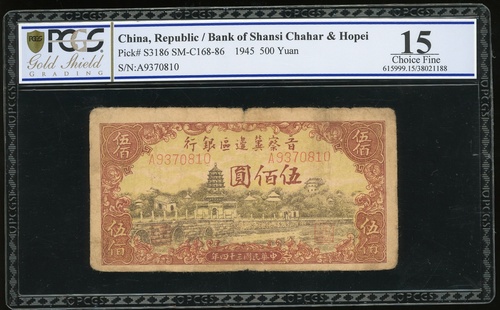 PCGS
Gold Shield
GRADING
China, Republic / Bank of Shansi Chahar & Hopei
Pick# S3186 SM-C168-86 1945 500 Yuan
S/N:A9370810
15
Choice Fine
615999.15/38021188
伍佰
行銀區邊冀察晉
伍佰
A9370810
A9370810
圓佰伍
伍佰
年四十三國民華中
伍佰